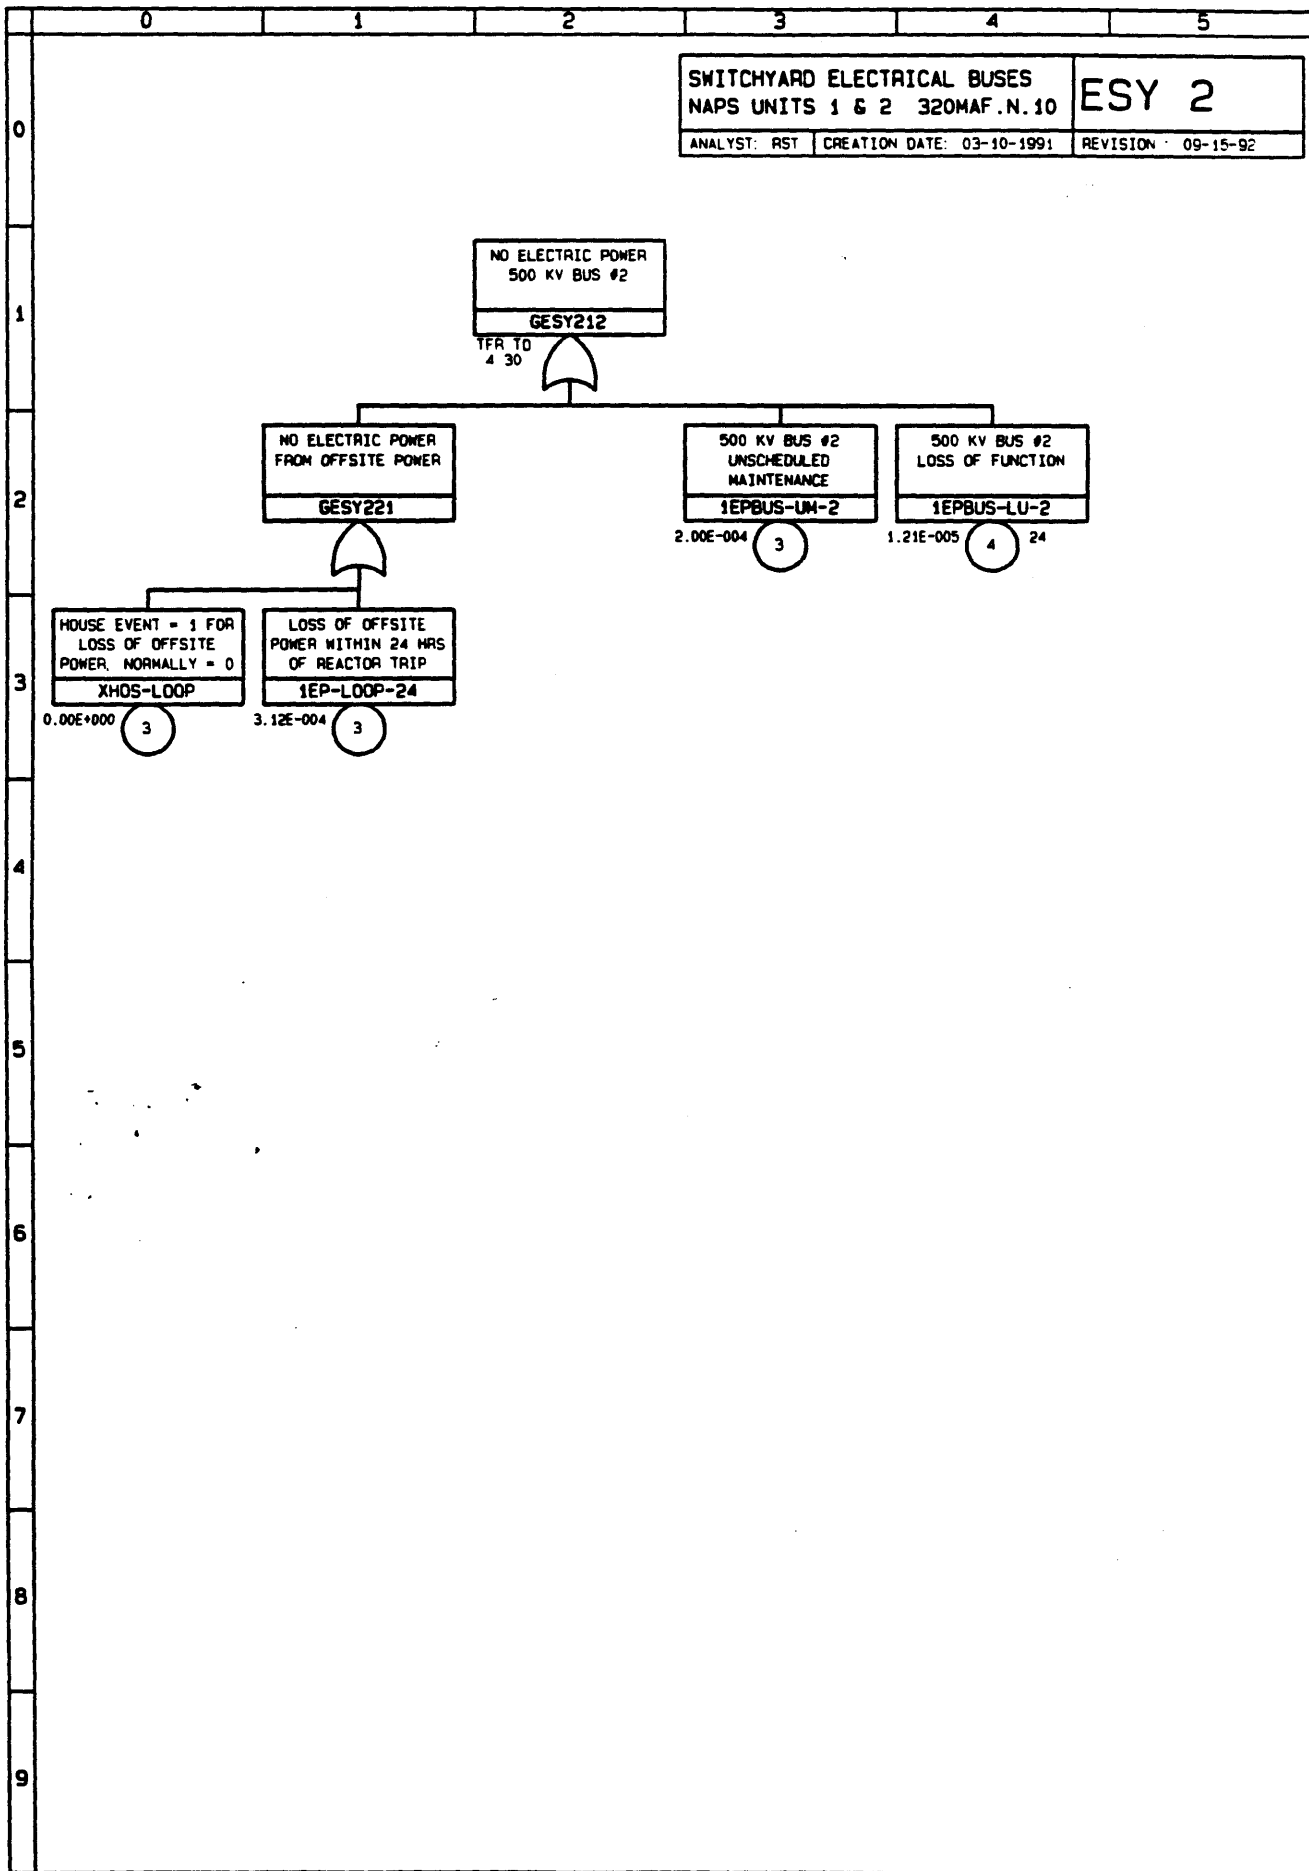 0 1 2 3 4 5
SWITCHYARD ELECTRICAL BUSES
NAPS UNITS 1 & 2 320MAF.N.10
ESY 2
ANALYST: RST CREATION DATE: 03-10-1991 REVISION : 09-15-92
0
NO ELECTRIC POWER
500 KV BUS #2
GESY212
TFR TO
4 30
1
NO ELECTRIC POWER
FROM OFFSITE POWER
GESY221
500 KV BUS #2
UNSCHEDULED
MAINTENANCE
1EPBUS-UM-2
2.00E-004 3
500 KV BUS #2
LOSS OF FUNCTION
1EPBUS-LU-2
1.21E-005 4 24
2
HOUSE EVENT = 1 FOR
LOSS OF OFFSITE
POWER, NORMALLY = 0
XHOS-LOOP
0.00E+000 3
LOSS OF OFFSITE
POWER WITHIN 24 HRS
OF REACTOR TRIP
1EP-LOOP-24
3.12E-004 3
3
4
5
6
7
8
9